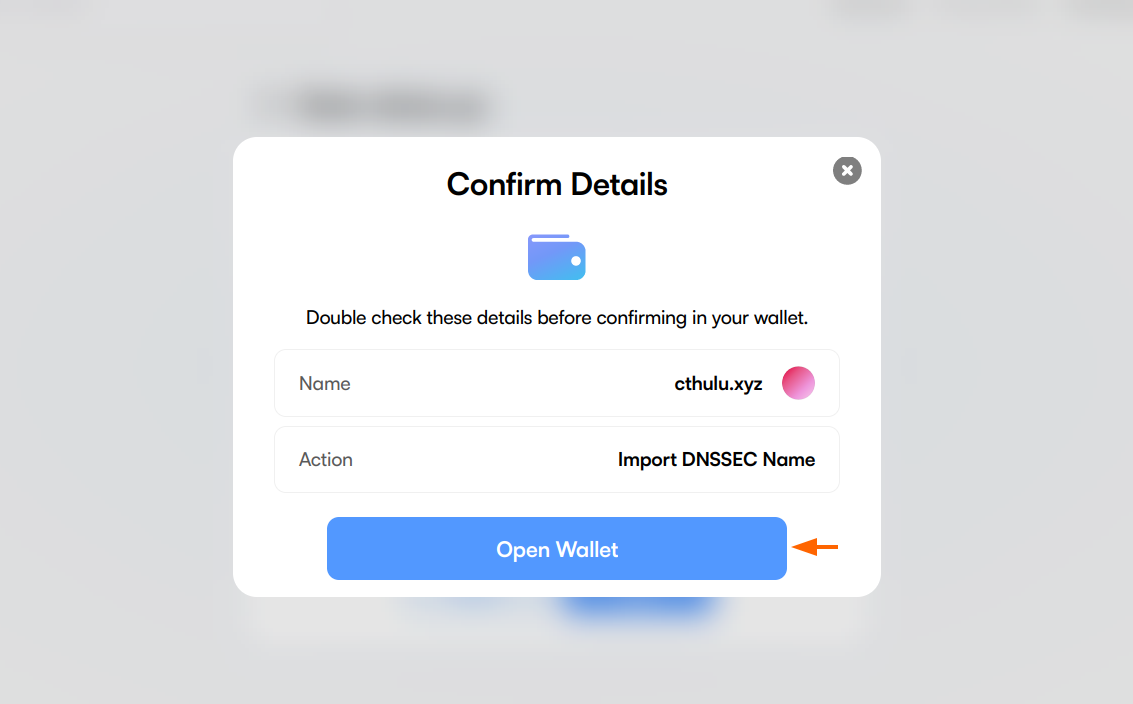 Confirm Details
Double check these details before confirming in your wallet.
Name cthulu.xyz
Action Import DNSSEC Name
Open Wallet